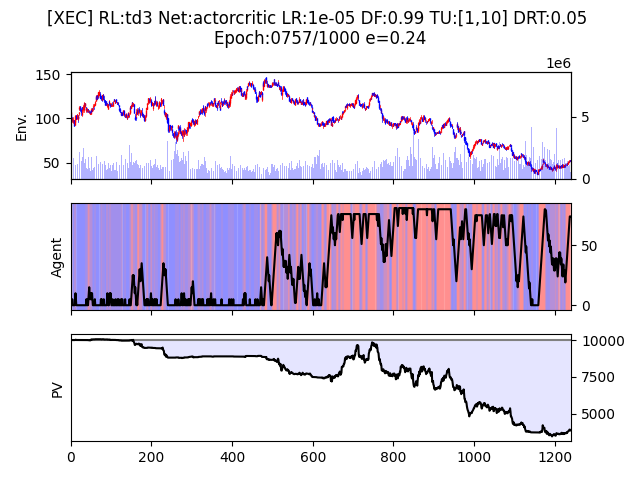 [XEC] RL:td3 Net:actorcritic LR:1e-05 DF:0.99 TU:[1,10] DRT:0.05
Epoch:0757/1000 e=0.24
1e6
150
100
50
Env.
5
0
Agent
50
0
PV
10000
7500
5000
0
200
400
600
800
1000
1200